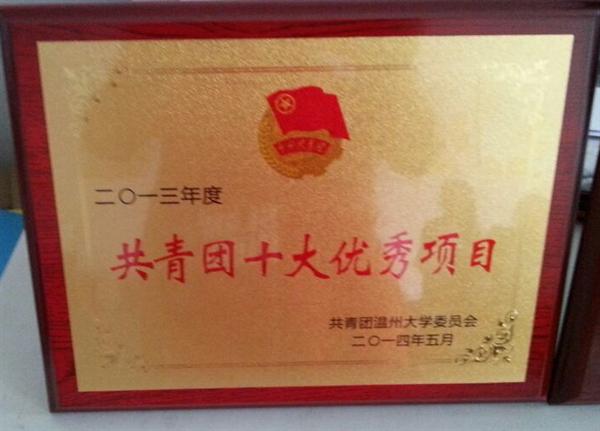 二〇一三年度
共青团十大优秀项目
共青团温州大学委员会
二〇一四年五月